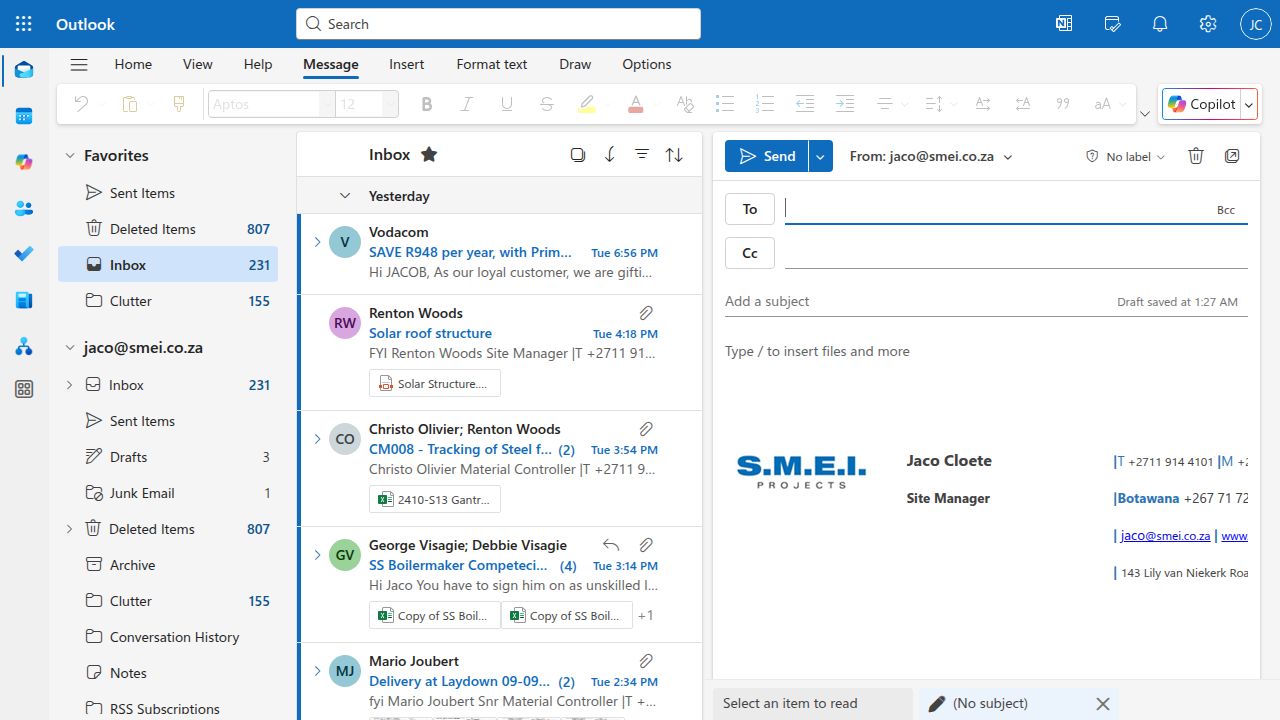 Outlook
Search
JC
Home View Help Message Insert Format text Draw Options
Aptos 12 Copilot
Favorites
Sent Items
Deleted Items 807
Inbox 231
Clutter 155
jaco@smei.co.za
Inbox 231
Sent Items
Drafts 3
Junk Email 1
Deleted Items 807
Archive
Clutter 155
Conversation History
Notes
RSS Subscriptions
Inbox
Yesterday
V
Vodacom
SAVE R948 per year, with Prim... Tue 6:56 PM
Hi JACOB, As our loyal customer, we are gifti...
RW
Renton Woods
Solar roof structure Tue 4:18 PM
FYI Renton Woods Site Manager |T +2711 91...
Solar Structure....
CO
Christo Olivier; Renton Woods
CM008 - Tracking of Steel f... (2) Tue 3:54 PM
Christo Olivier Material Controller |T +2711 9...
2410-S13 Gantr...
GV
George Visagie; Debbie Visagie
SS Boilermaker Competeci... (4) Tue 3:14 PM
Hi Jaco You have to sign him on as unskilled l...
Copy of SS Boil... Copy of SS Boil... +1
MJ
Mario Joubert
Delivery at Laydown 09-09... (2) Tue 2:34 PM
fyi Mario Joubert Snr Material Controller |T +...
Send From: jaco@smei.co.za No label
To Bcc
Cc
Add a subject Draft saved at 1:27 AM
Type / to insert files and more
S.M.E.I.
PROJECTS
Jaco Cloete |T +2711 914 4101 |M +2
Site Manager |Botawana +267 71 72
| jaco@smei.co.za | www.
| 143 Lily van Niekerk Roa
Select an item to read (No subject)